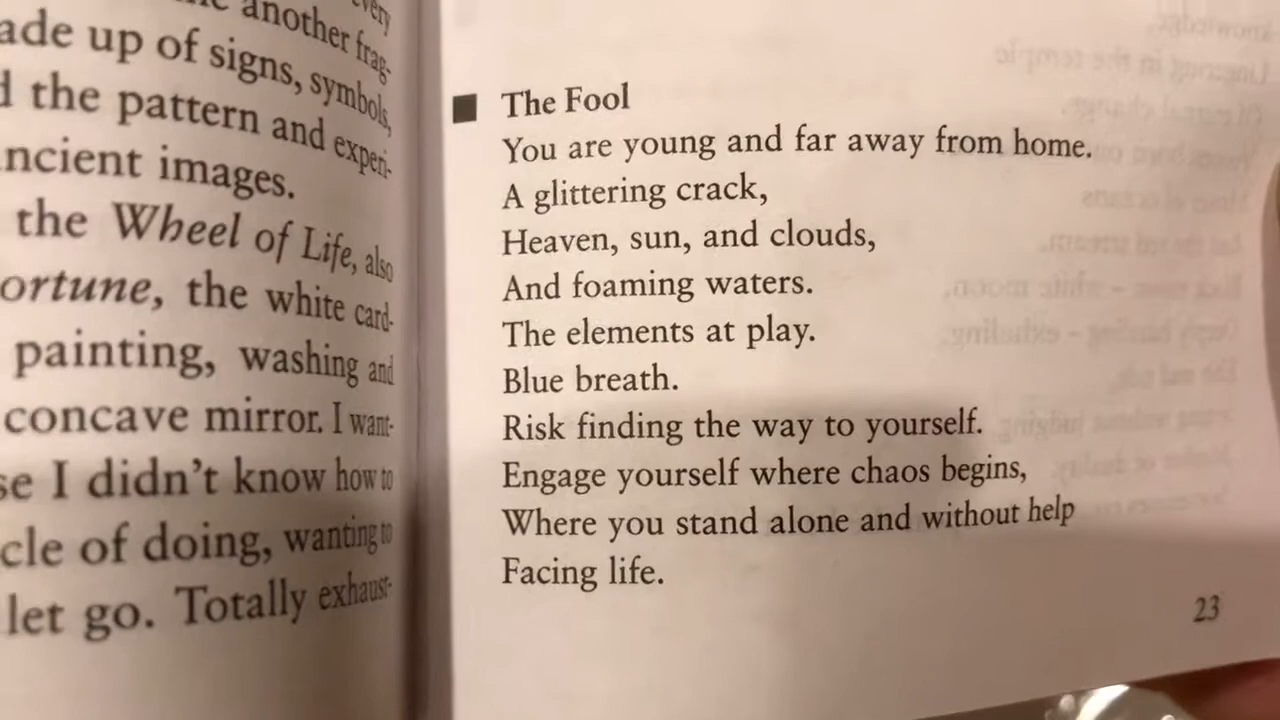 every
another frag-
ade up of signs, symbols,
d the pattern and experi-
ncient images.
the Wheel of Life, also
ortune, the white card-
painting, washing and
concave mirror. I want-
se I didn't know how to
cle of doing, wanting to
let go. Totally exhaust-
■ The Fool
You are young and far away from home.
A glittering crack,
Heaven, sun, and clouds,
And foaming waters.
The elements at play.
Blue breath.
Risk finding the way to yourself.
Engage yourself where chaos begins,
Where you stand alone and without help
Facing life.
23